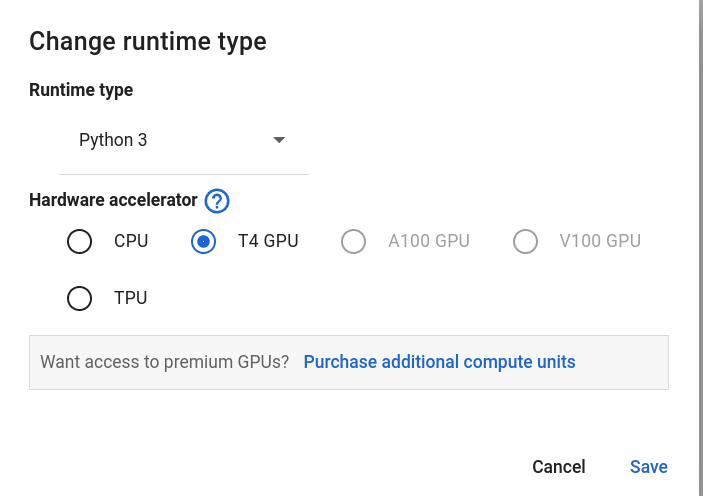 Change runtime type
Runtime type
Python 3
Hardware accelerator ?
CPU T4 GPU A100 GPU V100 GPU
TPU
Want access to premium GPUs? Purchase additional compute units
Cancel Save